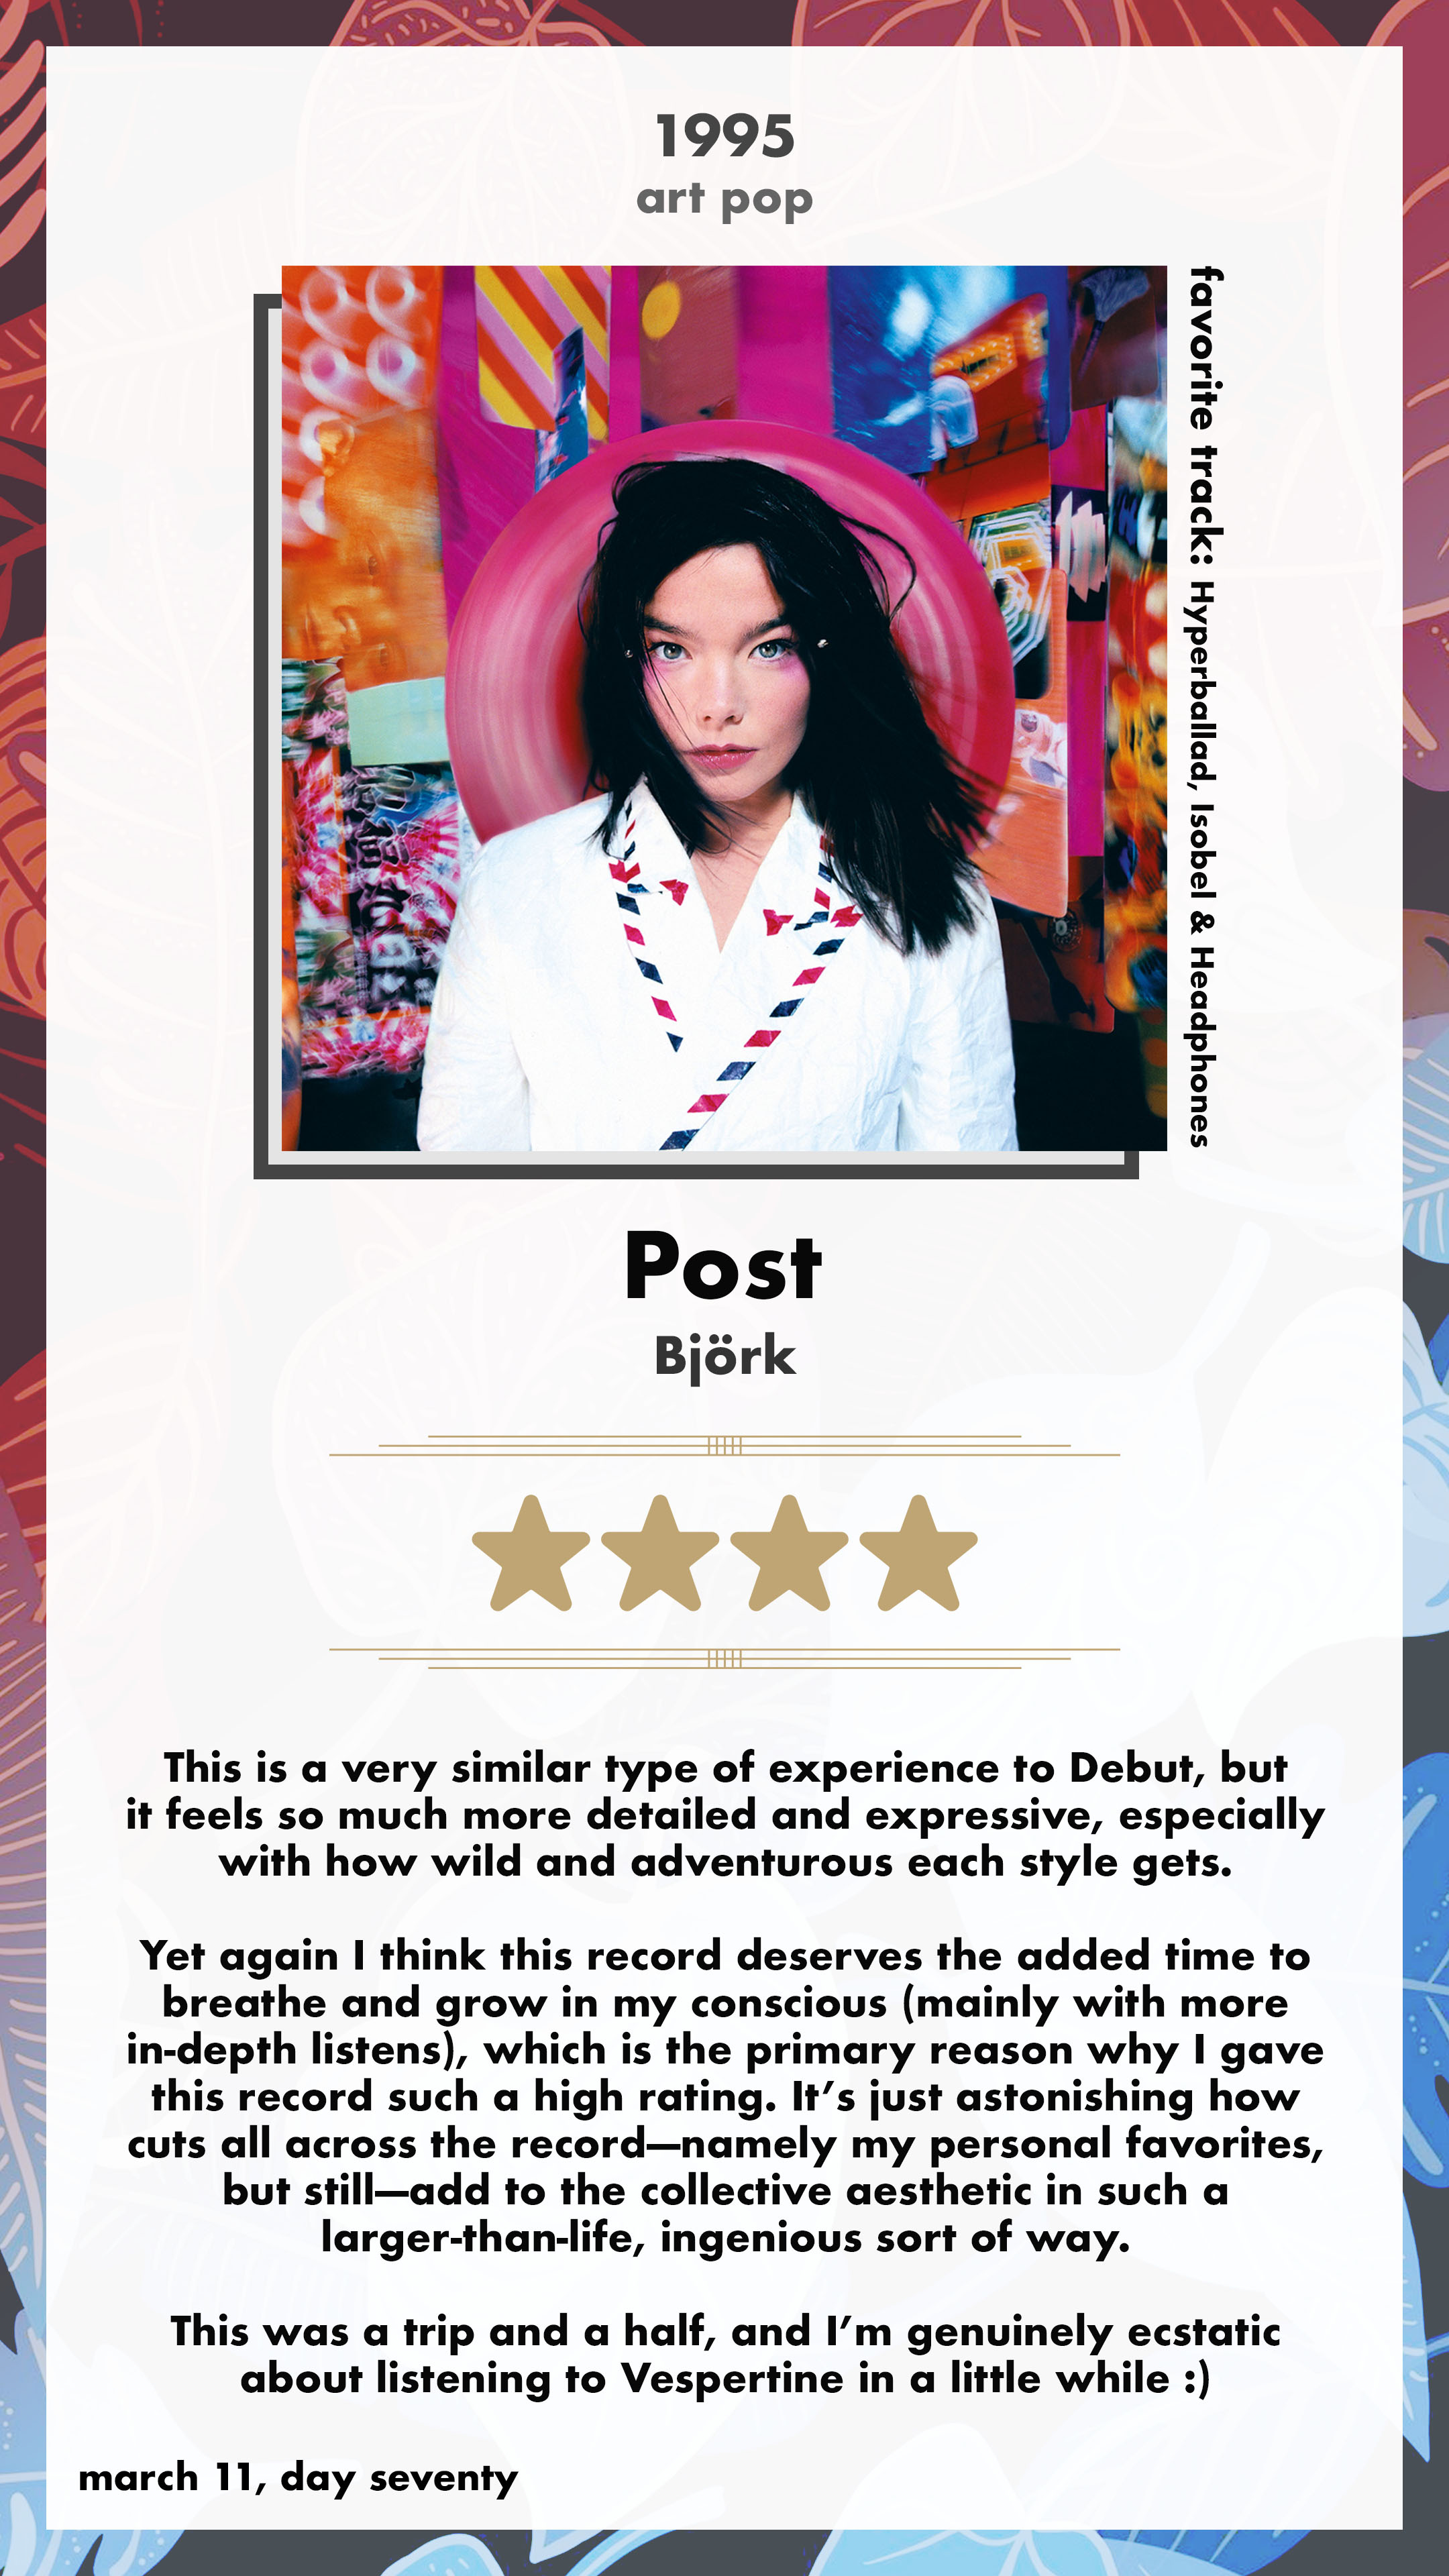 1995
art pop
favorite track: Hyperballad, Isobel & Headphones
Post
Björk
This is a very similar type of experience to Debut, but
it feels so much more detailed and expressive, especially
with how wild and adventurous each style gets.
Yet again I think this record deserves the added time to
breathe and grow in my conscious (mainly with more
in-depth listens), which is the primary reason why I gave
this record such a high rating. It’s just astonishing how
cuts all across the record—namely my personal favorites,
but still—add to the collective aesthetic in such a
larger-than-life, ingenious sort of way.
This was a trip and a half, and I’m genuinely ecstatic
about listening to Vespertine in a little while :)
march 11, day seventy